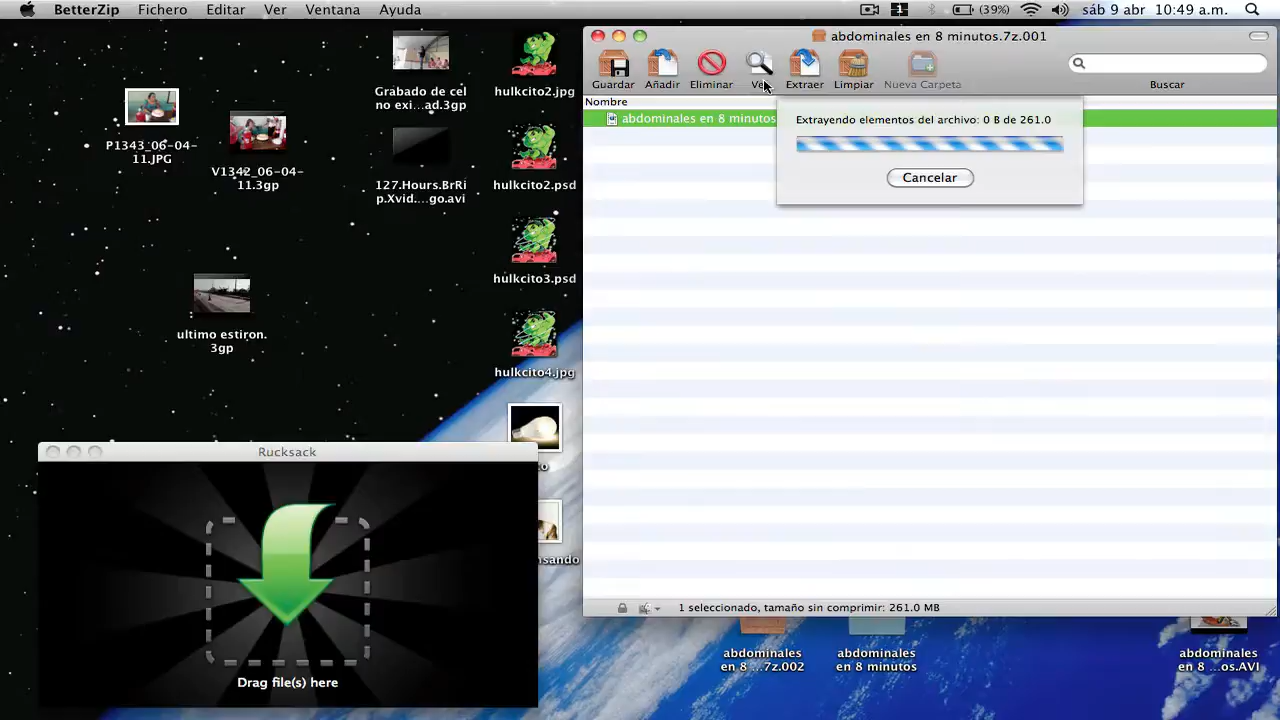 BetterZip Fichero Editar Ver Ventana Ayuda
1 (39%) sáb 9 abr 10:49 a.m.
abdominales en 8 minutos.7z.001
Guardar Añadir Eliminar Extraer Limpiar Nueva Carpeta Buscar
Nombre
abdominales en 8 minutos
Extrayendo elementos del archivo: 0 B de 261.0
Cancelar
1 seleccionado, tamaño sin comprimir: 261.0 MB
P1343_06-04-
11.JPG
V1342_06-04-
11.3gp
Grabado de cel
no exi...ad.3gp
127.Hours.BrRi
p.Xvid....go.avi
ultimo estiron.
3gp
hulkcito2.jpg
hulkcito2.psd
hulkcito3.psd
hulkcito4.jpg
Rucksack
Drag file(s) here
abdominales
en 8 ...7z.002
abdominales
en 8 minutos
abdominales
en 8 ...os.AVI